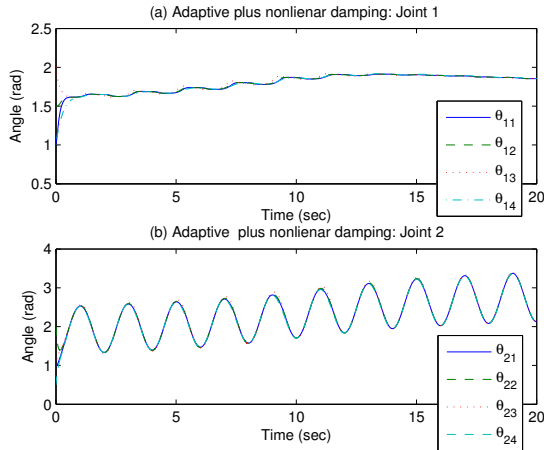 (a) Adaptive plus nonlienar damping: Joint 1
2.5
2
1.5
1
0.5
Angle (rad)
0 5 10 15 20
Time (sec)
θ11
θ12
θ13
θ14
(b) Adaptive plus nonlienar damping: Joint 2
4
3
2
1
0
Angle (rad)
0 5 10 15 20
Time (sec)
θ21
θ22
θ23
θ24